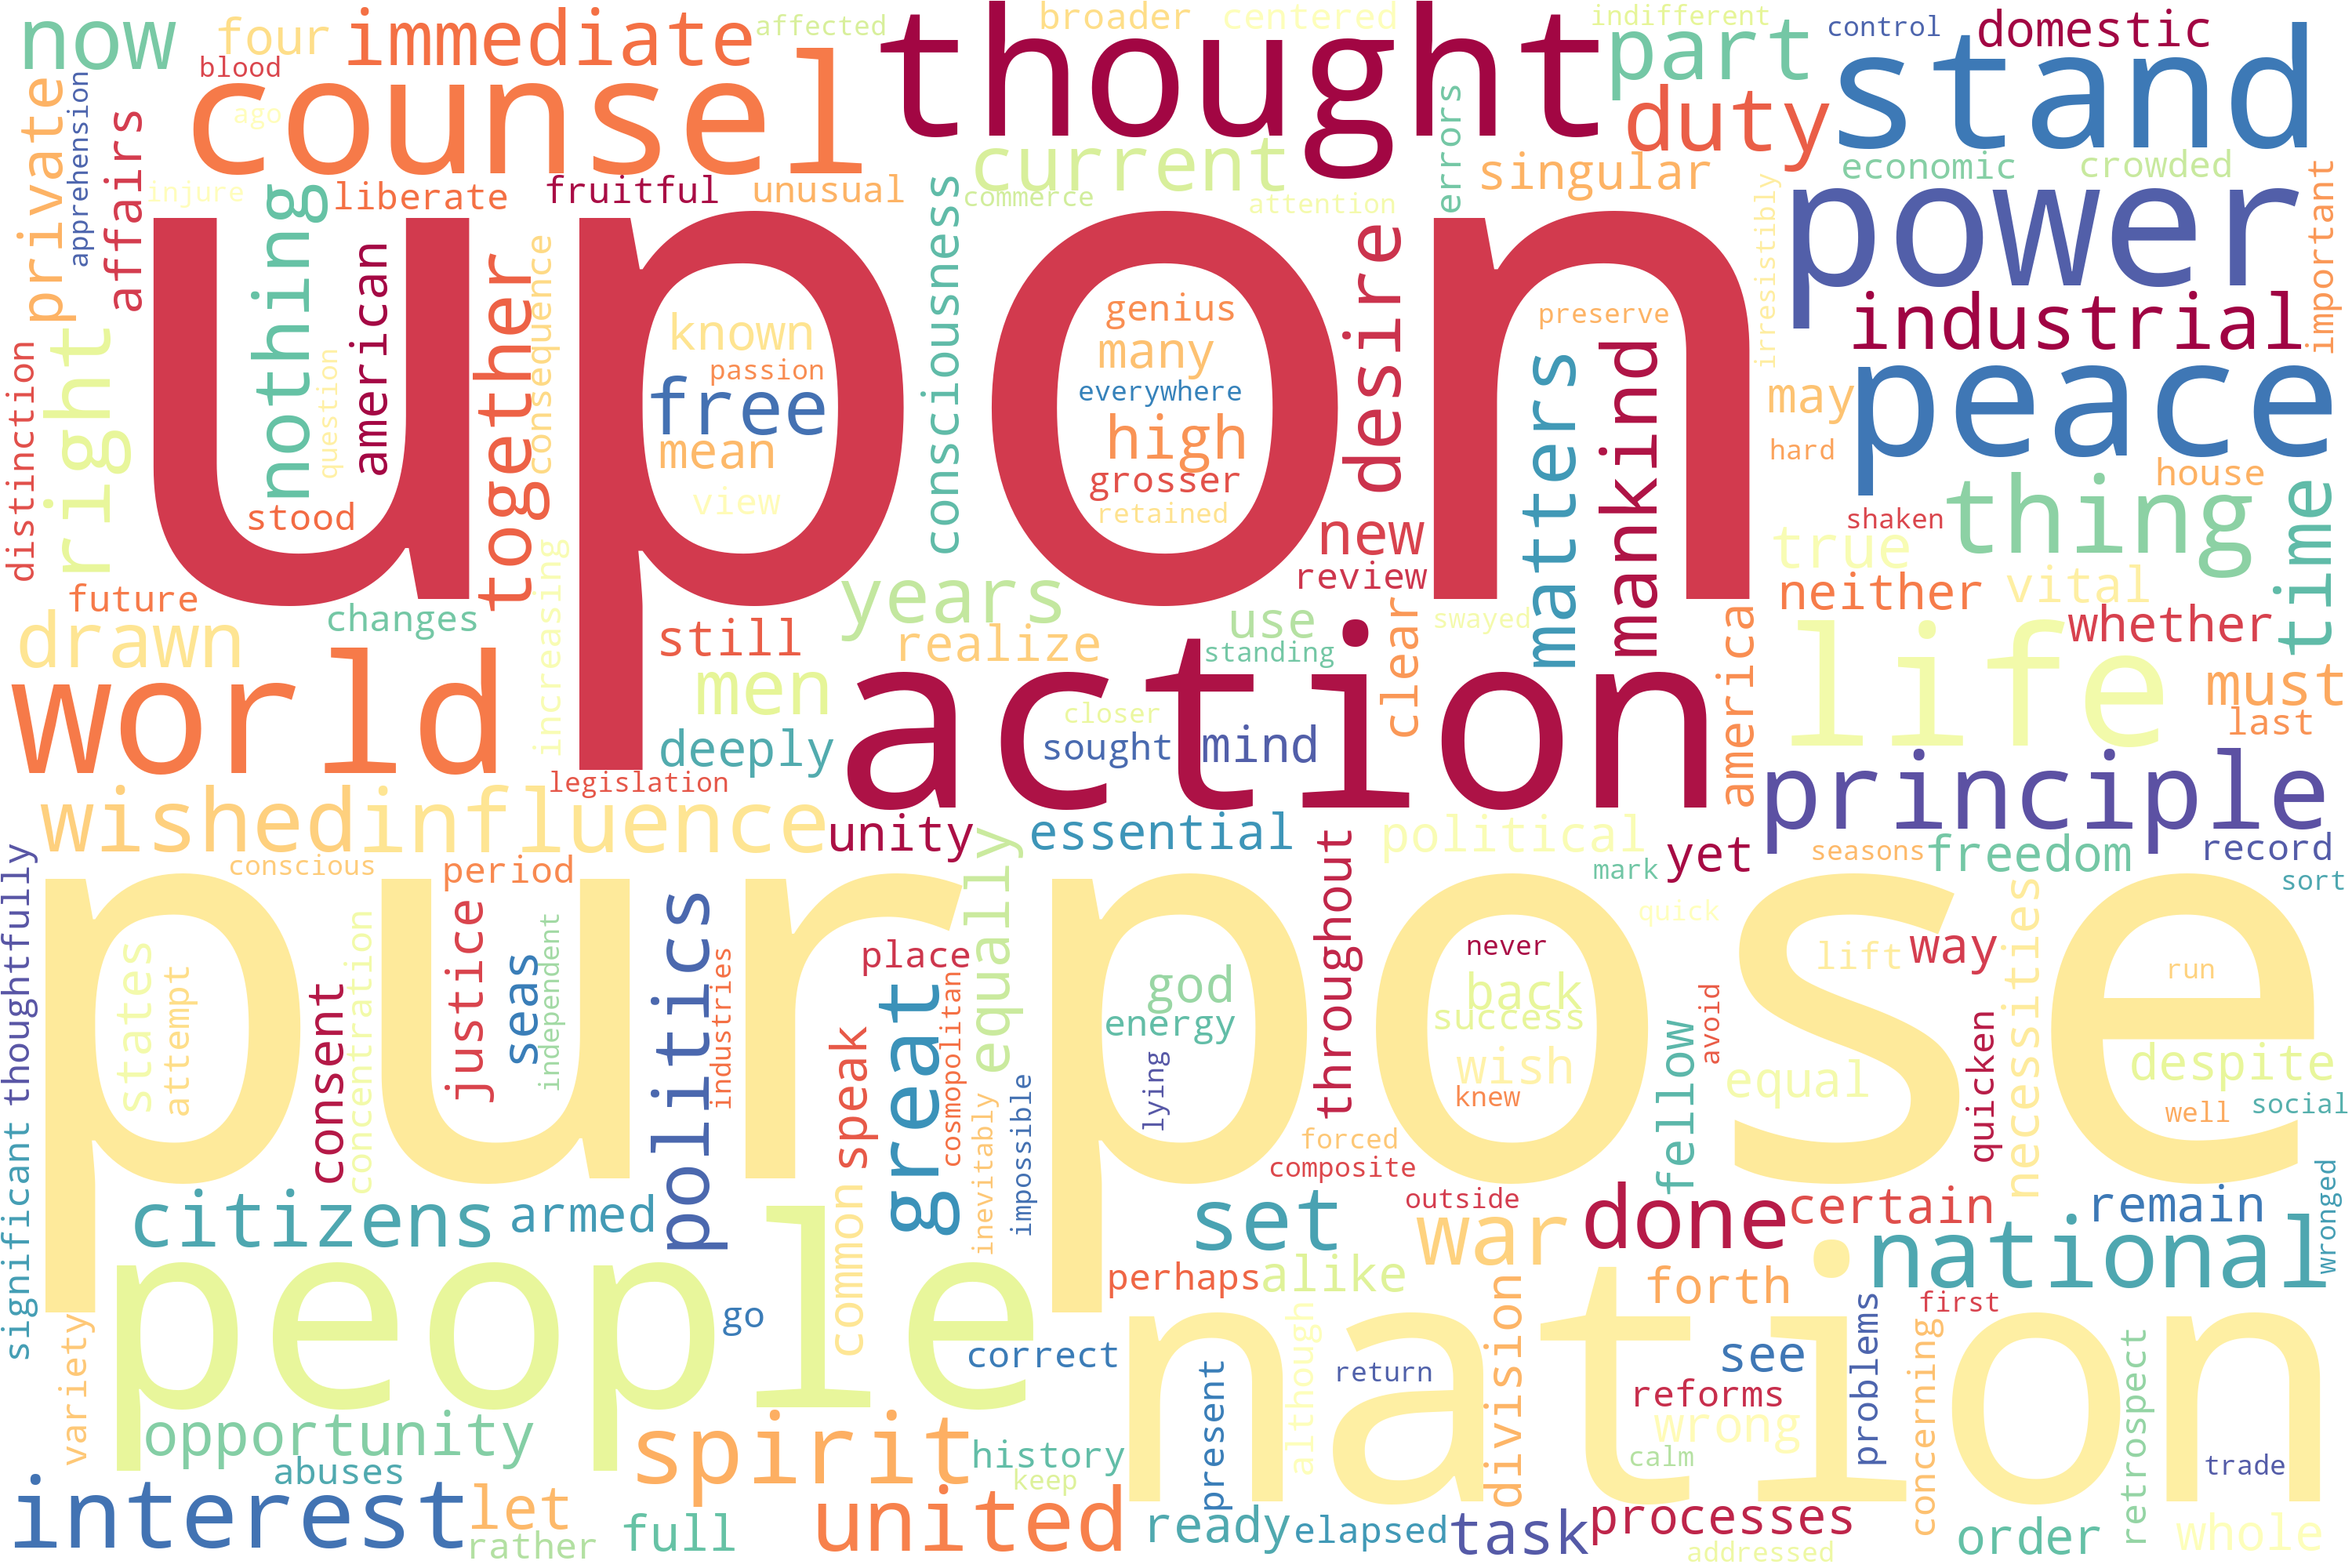 now
four
immediate
affected
thought
broader
centered
indifferent
part
control
domestic
blood
counsel
stand
private
apprehension
affairs
ago
current
errors
duty
singular
economic
crowded
injure
nothing
liberate
fruitful
unusual
consciousness
commerce
attention
desire
irresistibly
power
important
upon
right
distinction
american
question
together
consequence
known
passion
free
mean
view
genius
many
everywhere
high
grosser
retained
preserve
matters
mankind
industrial
peace
may
hard
house
stood
increasing
new
review
shaken
thing
time
true
future
changes
drawn
years
still
realize
use
standing
clear
swayed
america
neither
vital
whether
world
men
action
life
must
last
deeply
closer
sought
mind
legislation
principle
wished
influence
unity
essential
political
yet
seasons
freedom
record
thoughtfully
conscious
period
equally
throughout
mark
sort
purpose
states
attempt
consent
concentration
justice
seas
independent
politics
industries
place
great
cosmopolitan
speak
god
energy
lying
never
back
success
wish
knew
quick
lift
way
necessities
run
avoid
fellow
equal
quicken
despite
well
social
significant
inevitably
impossible
forced
composite
outside
citizens
armed
common
set
war
done
certain
remain
wronged
people
perhaps
alike
national
forth
first
variety
go
correct
nation
although
return
division
present
see
reforms
wrong
calm
problems
concerning
retrospect
trade
opportunity
abuses
spirit
history
keep
interest
let
rather
full
united
ready
elapsed
task
processes
addressed
order
whole